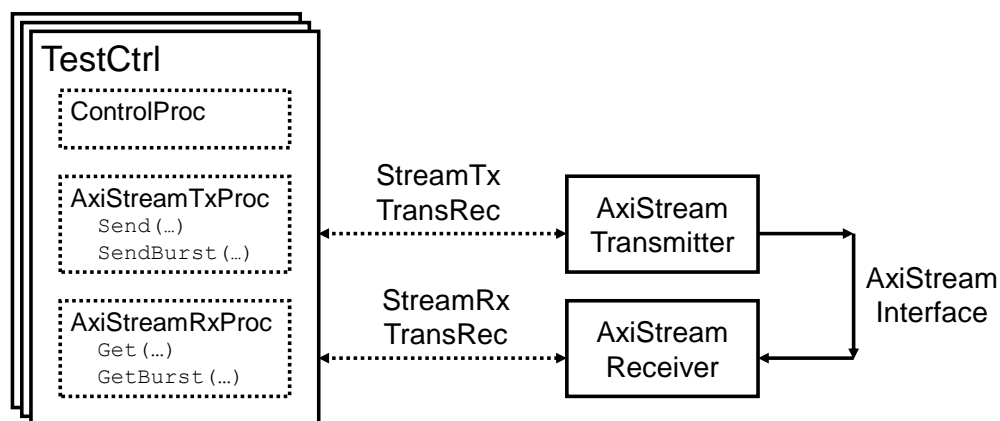 TestCtrl
ControlProc
AxiStreamTxProc
Send(…)
SendBurst(…)
AxiStreamRxProc
Get(…)
GetBurst(…)
StreamTx
TransRec
StreamRx
TransRec
AxiStream
Transmitter
AxiStream
Receiver
AxiStream
Interface